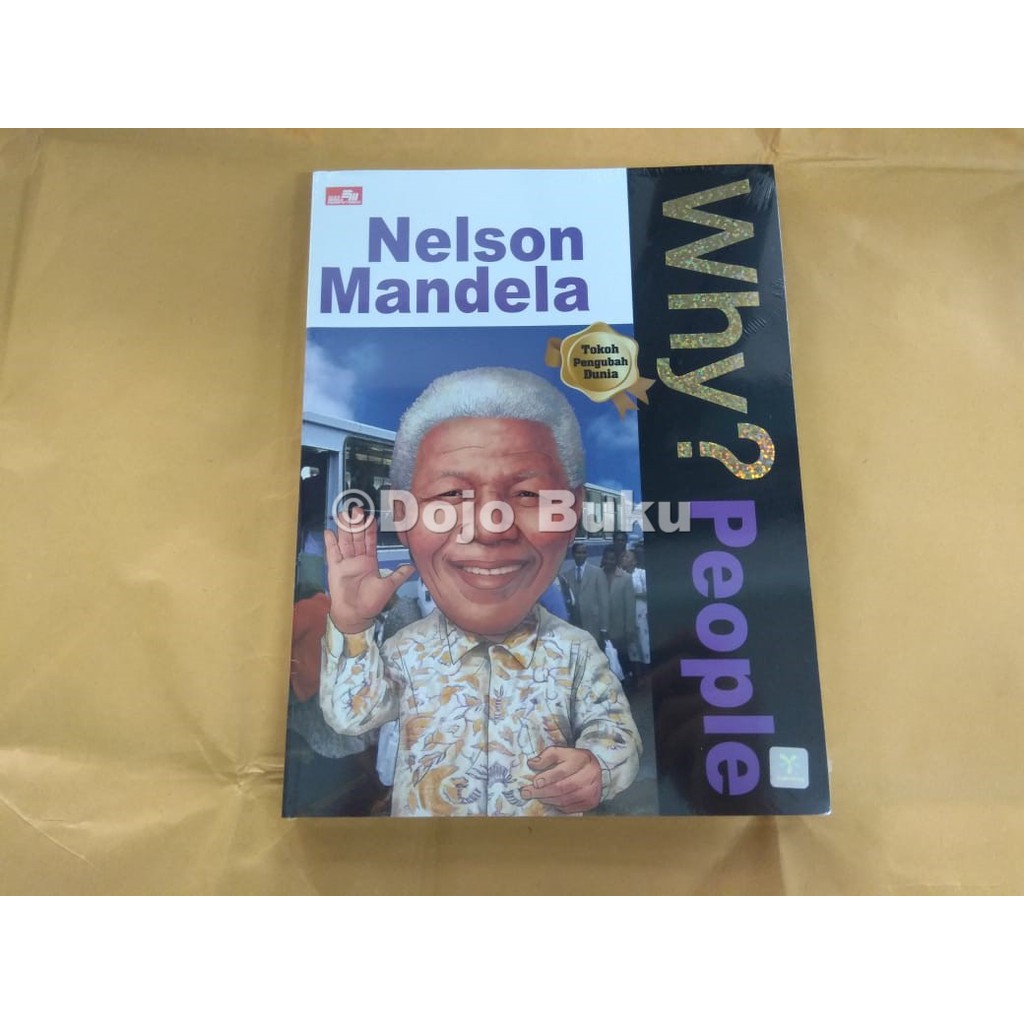 Nelson
Mandela
Tokoh
Pengubah
Dunia
Why? People
©Dojo Buku